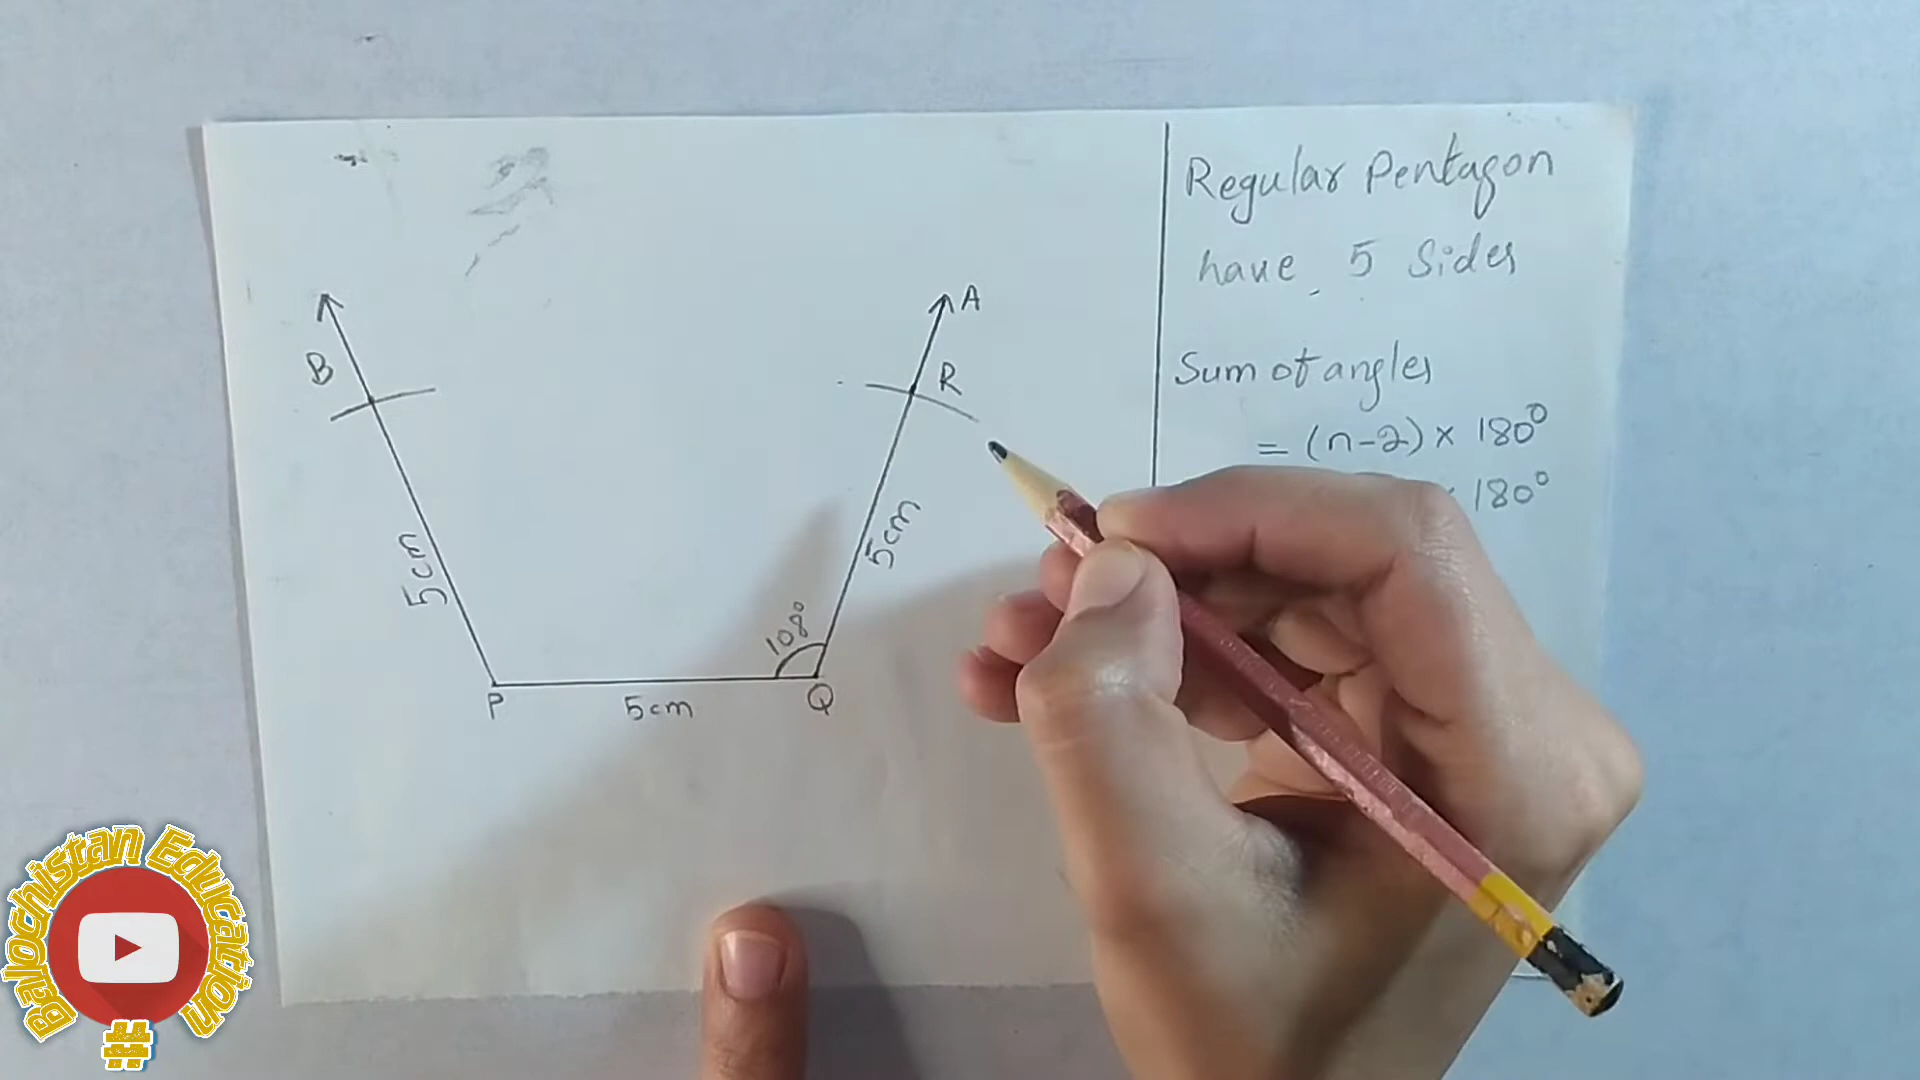 Regular Pentagon
have 5 Sides
Sum of angles
= (n-2) × 180°
180°
A
B
R
5cm
5cm
108°
P
Q
5cm
Balochistan Education
#